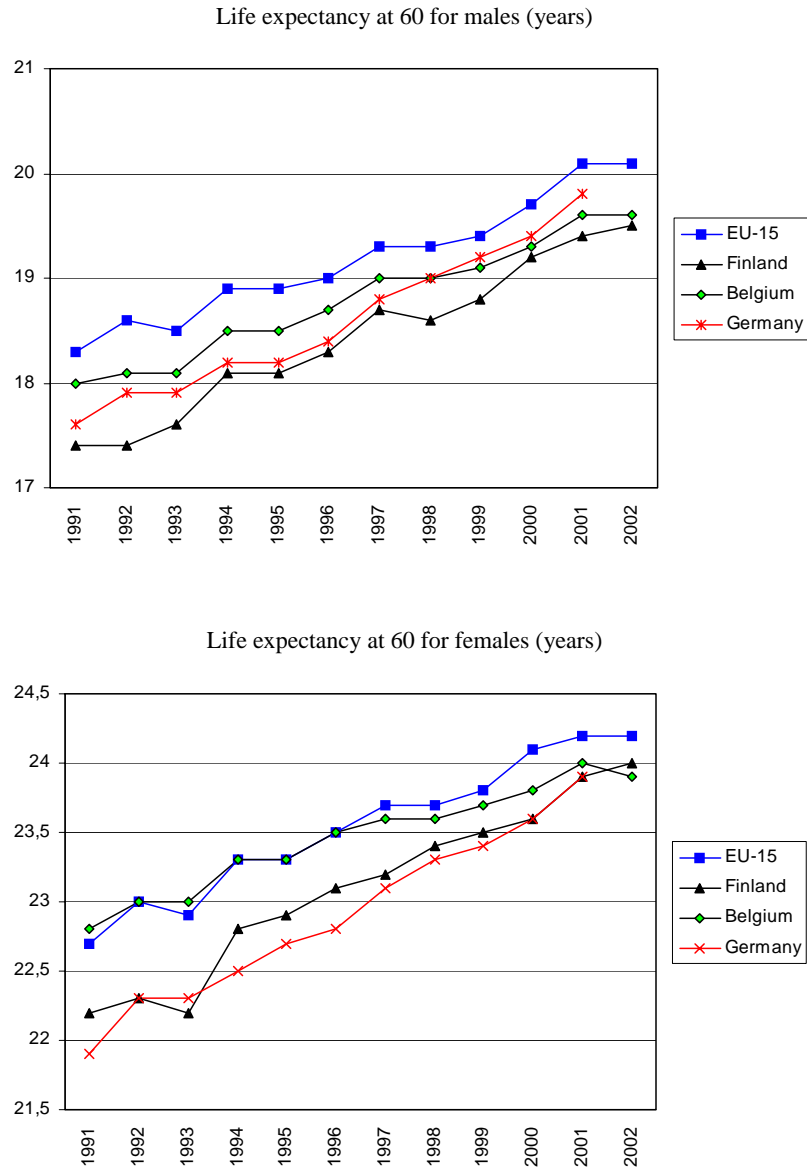 Life expectancy at 60 for males (years)
21
20
19
18
17
1991 1992 1993 1994 1995 1996 1997 1998 1999 2000 2001 2002
EU-15
Finland
Belgium
Germany
Life expectancy at 60 for females (years)
24,5
24
23,5
23
22,5
22
21,5
1991 1992 1993 1994 1995 1996 1997 1998 1999 2000 2001 2002
EU-15
Finland
Belgium
Germany